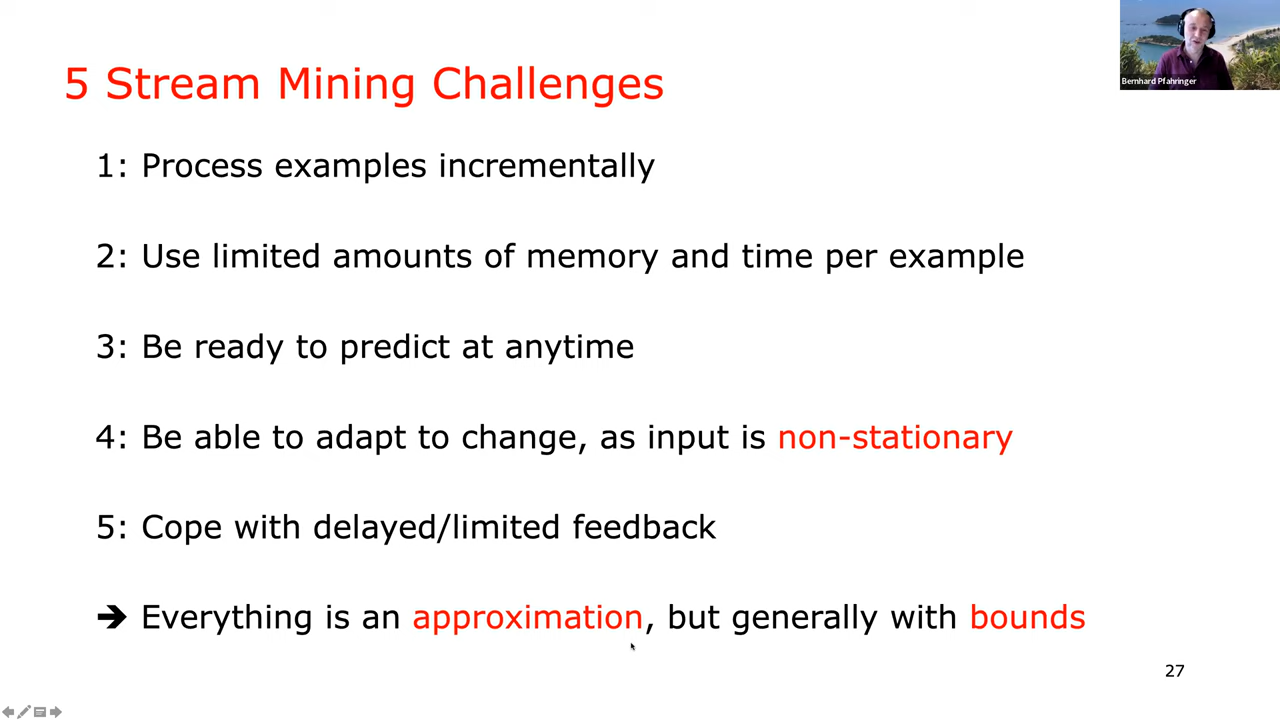 Bernhard Pfahringer
5 Stream Mining Challenges
1: Process examples incrementally
2: Use limited amounts of memory and time per example
3: Be ready to predict at anytime
4: Be able to adapt to change, as input is non-stationary
5: Cope with delayed/limited feedback
➔ Everything is an approximation, but generally with bounds
27